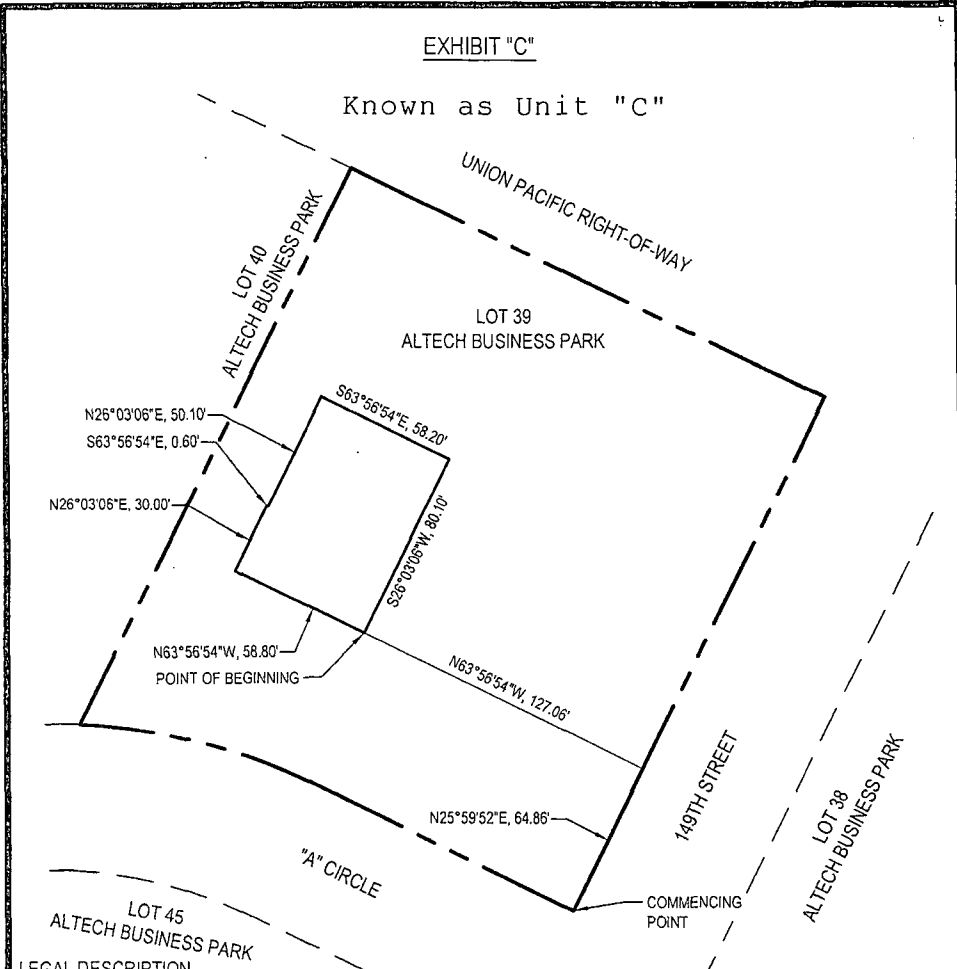 EXHIBIT "C"
Known as Unit "C"
UNION PACIFIC RIGHT-OF-WAY
LOT 40
ALTECH BUSINESS PARK
LOT 39
ALTECH BUSINESS PARK
S63°56'54"E, 58.20'
N26°03'06"E, 50.10'
S63°56'54"E, 0.60'
N26°03'06"E, 30.00'
S26°03'06"W, 80.10'
N63°56'54"W, 58.80'
POINT OF BEGINNING
N63°56'54"W, 127.06'
N25°59'52"E, 64.86'
149TH STREET
LOT 38
ALTECH BUSINESS PARK
"A" CIRCLE
COMMENCING
POINT
LOT 45
ALTECH BUSINESS PARK
LEGAL DESCRIPTION